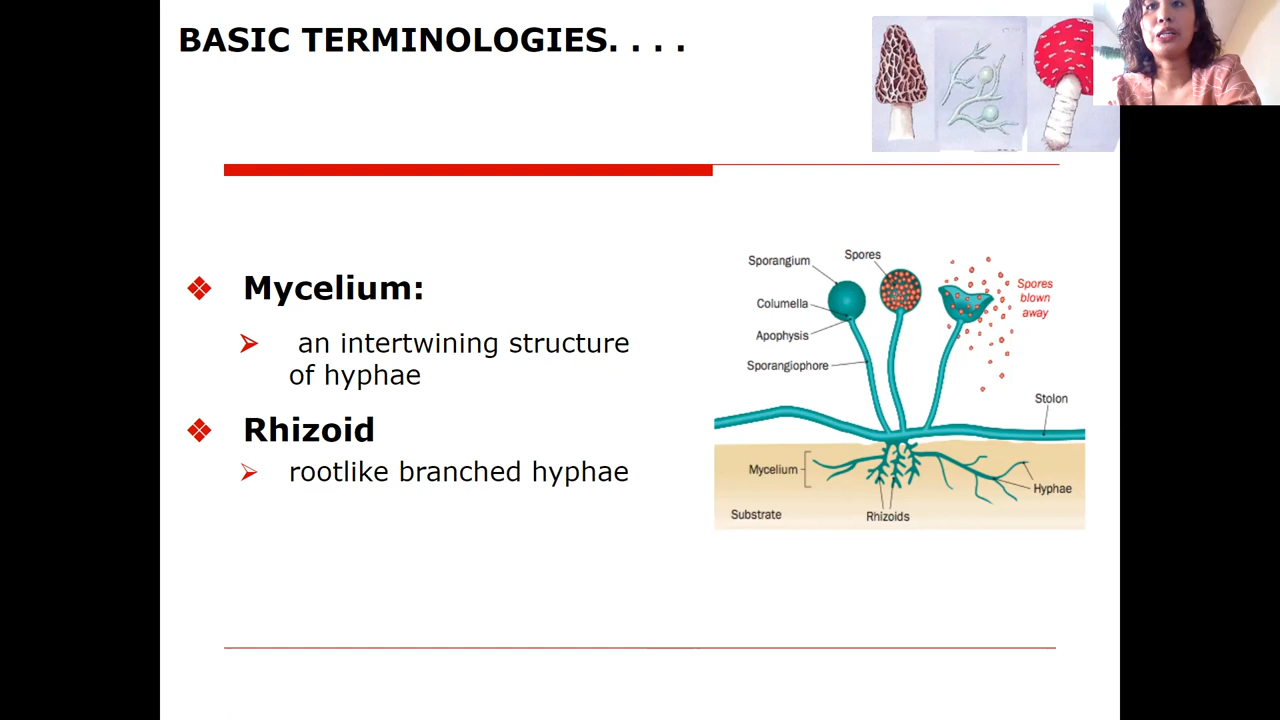 BASIC TERMINOLOGIES. . . .
Mycelium:
an intertwining structure
of hyphae
Rhizoid
rootlike branched hyphae
Sporangium
Spores
Columella
Apophysis
Sporangiophore
Spores
blown
away
Stolon
Mycelium
Hyphae
Substrate
Rhizoids